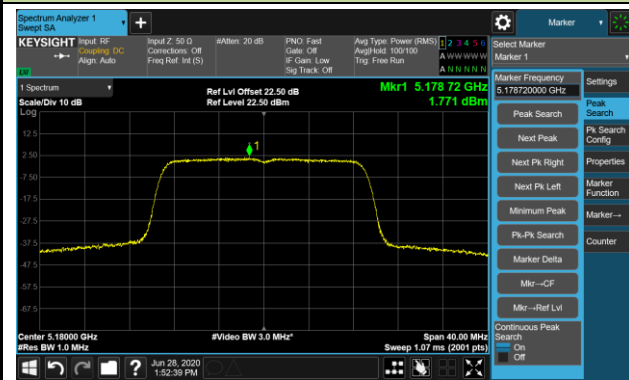 Spectrum Analyzer 1
Swept SA
+
Marker
KEYSIGHT
Input: RF
Coupling: DC
Align: Auto
Input Z: 50 Ω
Corrections: Off
Freq Ref: Int (S)
#Atten: 20 dB
PNO: Fast
Gate: Off
IF Gain: Low
Sig Track: Off
Avg Type: Power (RMS)
Avg|Hold: 100/100
Trig: Free Run
1 2 3 4 5 6
A W W W W W
A N N N N N
Select Marker
Marker 1
1 Spectrum
Scale/Div 10 dB
Log
Ref Lvl Offset 22.50 dB
Ref Level 22.50 dBm
Mkr1 5.178 72 GHz
1.771 dBm
12.5
2.50
-7.50
-17.5
-27.5
-37.5
-47.5
-57.5
-67.5
1
Center 5.18000 GHz
#Res BW 1.0 MHz
#Video BW 3.0 MHz*
Span 40.00 MHz
Sweep 1.07 ms (2001 pts)
Marker Frequency
5.178720000 GHz
Peak Search
Next Peak
Next Pk Right
Next Pk Left
Minimum Peak
Pk-Pk Search
Marker Delta
Mkr→CF
Mkr→Ref Lvl
Continuous Peak
Search
On
Off
Settings
Peak
Search
Pk Search
Config
Properties
Marker
Function
Marker→
Counter
?
Jun 28, 2020
1:52:39 PM